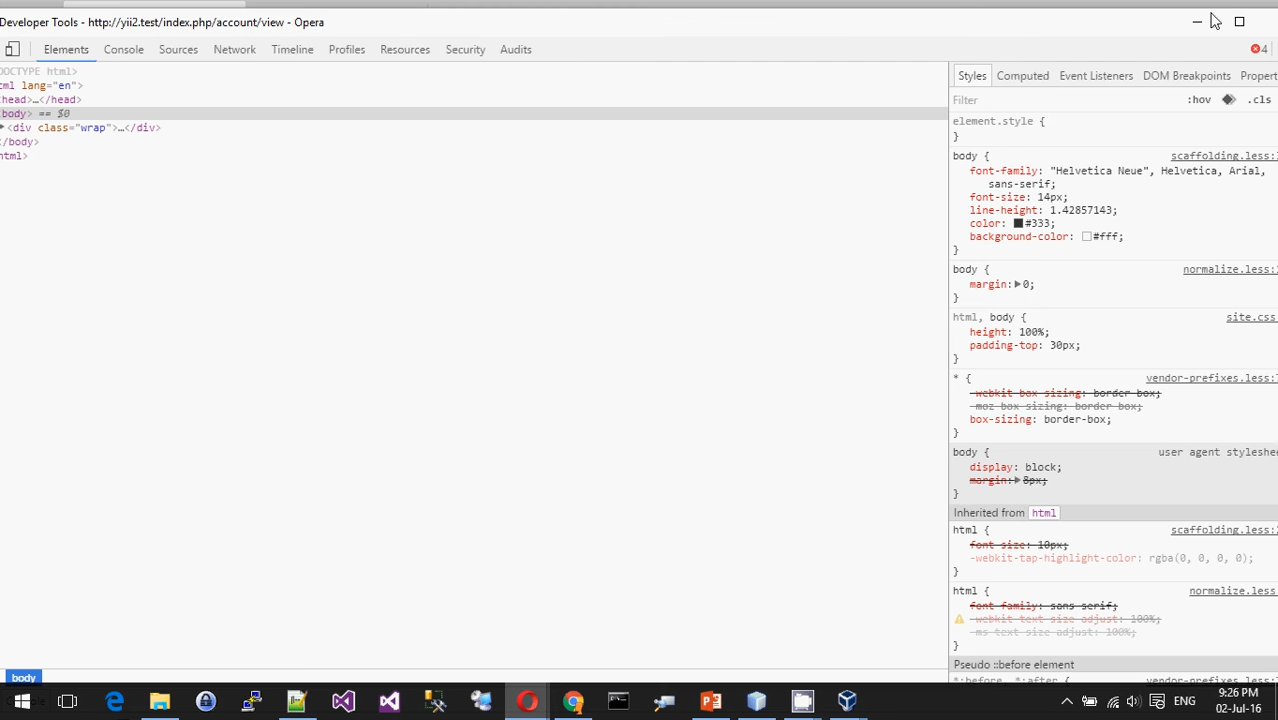 Developer Tools - http://yii2.test/index.php/account/view - Opera
Elements Console Sources Network Timeline Profiles Resources Security Audits 4
OCTYPE html>
ml lang="en">
head>…</head>
body> == $0
<div class="wrap">…</div>
/body>
html>
Styles Computed Event Listeners DOM Breakpoints Propert
Filter :hov .cls
element.style {
}
body { scaffolding.less:
font-family: "Helvetica Neue", Helvetica, Arial,
sans-serif;
font-size: 14px;
line-height: 1.42857143;
color: #333;
background-color: #fff;
}
body { normalize.less:
margin: 0;
}
html, body { site.css
height: 100%;
padding-top: 30px;
}
* { vendor-prefixes.less:
-webkit-box-sizing: border-box;
-moz-box-sizing: border-box;
box-sizing: border-box;
}
body { user agent styleshee
display: block;
margin: 8px;
}
Inherited from html
html { scaffolding.less:
font-size: 10px;
-webkit-tap-highlight-color: rgba(0, 0, 0, 0);
}
html { normalize.less
font-family: sans-serif;
-webkit-text-size-adjust: 100%;
-ms-text-size-adjust: 100%;
}
Pseudo ::before element
*:before, *:after { vendor-prefixes.less:
body
ENG
9:26 PM
02-Jul-16